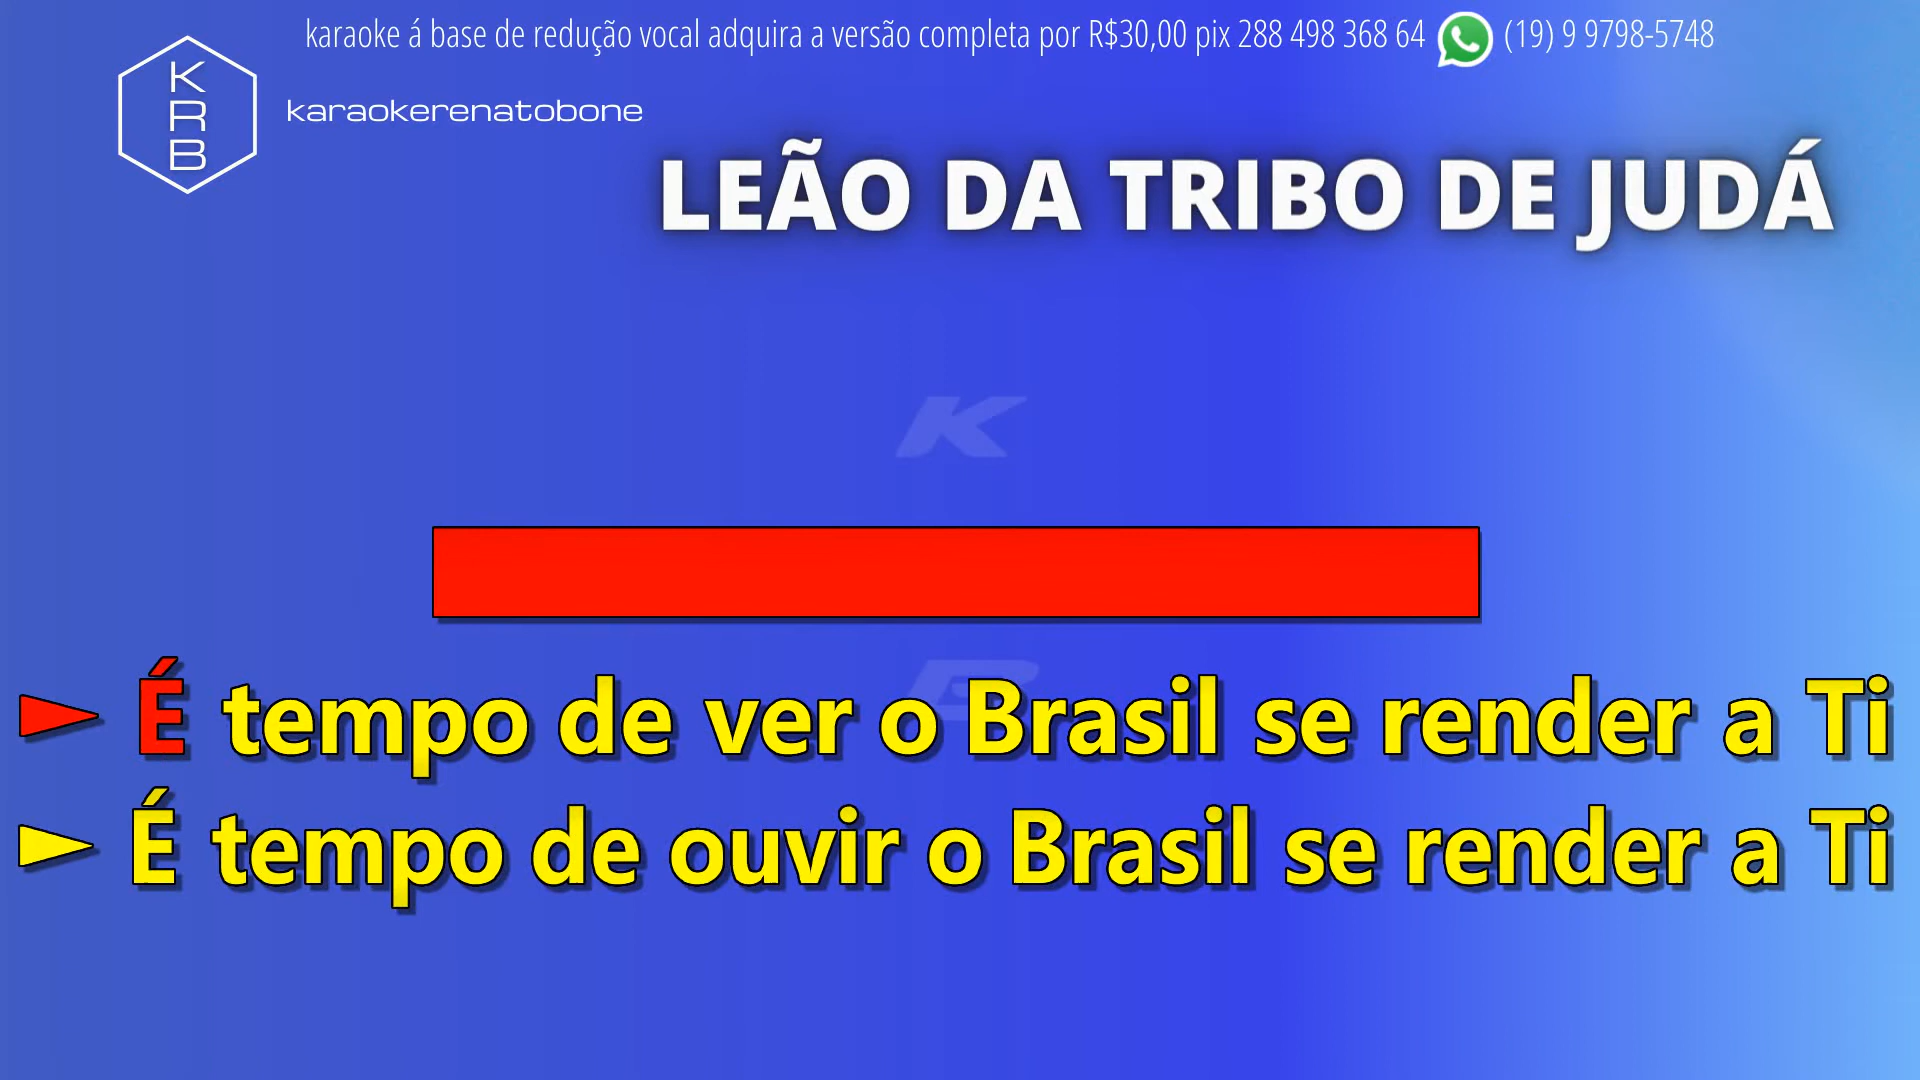 karaoke á base de redução vocal adquira a versão completa por R$30,00 pix 288 498 368 64 (19) 9 9798-5748
K
R
B
karaokerenatobone
LEÃO DA TRIBO DE JUDÁ
K
B
► É tempo de ver o Brasil se render a Ti
► É tempo de ouvir o Brasil se render a Ti